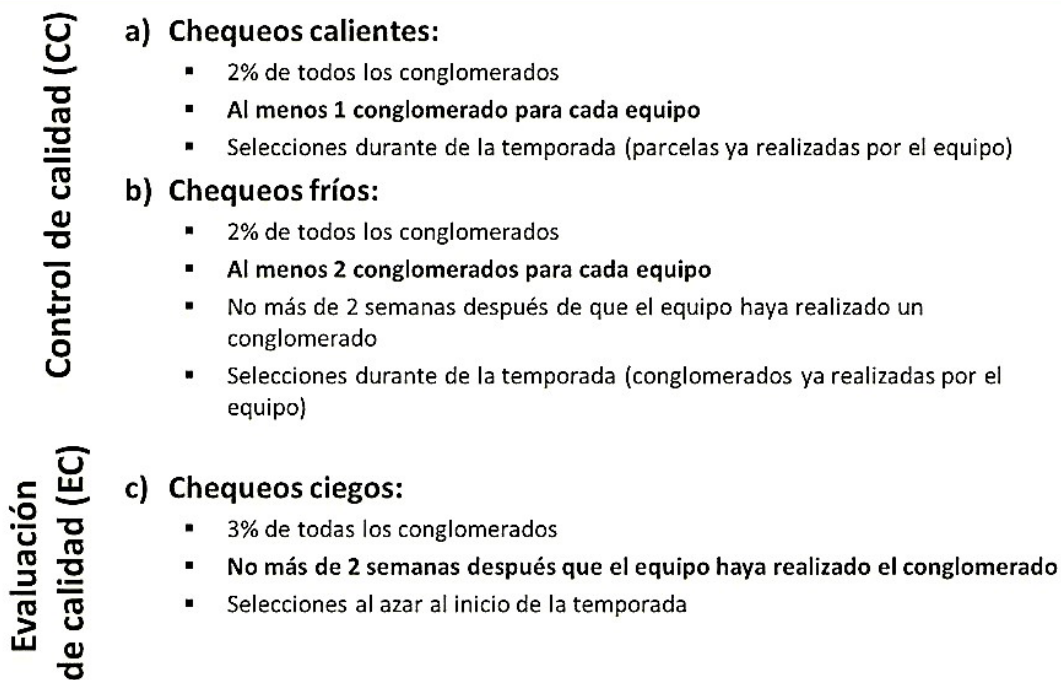 Control de calidad (CC)
a) Chequeos calientes:
▪ 2% de todos los conglomerados
▪ Al menos 1 conglomerado para cada equipo
▪ Selecciones durante de la temporada (parcelas ya realizadas por el equipo)
b) Chequeos fríos:
▪ 2% de todos los conglomerados
▪ Al menos 2 conglomerados para cada equipo
▪ No más de 2 semanas después de que el equipo haya realizado un
conglomerado
▪ Selecciones durante de la temporada (conglomerados ya realizadas por el
equipo)
Evaluación
de calidad (EC)
c) Chequeos ciegos:
▪ 3% de todas los conglomerados
▪ No más de 2 semanas después que el equipo haya realizado el conglomerado
▪ Selecciones al azar al inicio de la temporada